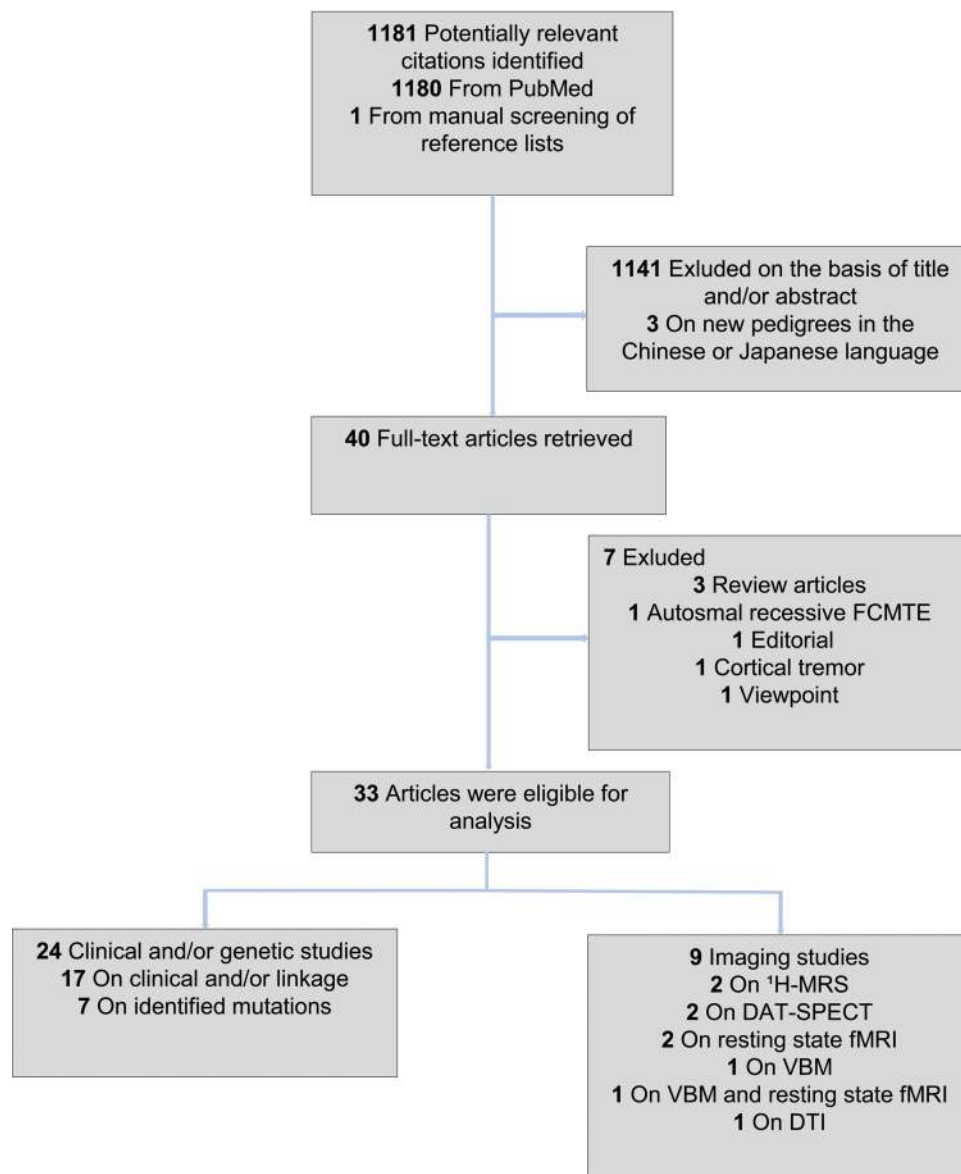 1181 Potentially relevant
citations identified
1180 From PubMed
1 From manual screening of
reference lists
1141 Exluded on the basis of title
and/or abstract
3 On new pedigrees in the
Chinese or Japanese language
40 Full-text articles retrieved
7 Exluded
3 Review articles
1 Autosmal recessive FCMTE
1 Editorial
1 Cortical tremor
1 Viewpoint
33 Articles were eligible for
analysis
24 Clinical and/or genetic studies
17 On clinical and/or linkage
7 On identified mutations
9 Imaging studies
2 On ¹H-MRS
2 On DAT-SPECT
2 On resting state fMRI
1 On VBM
1 On VBM and resting state fMRI
1 On DTI